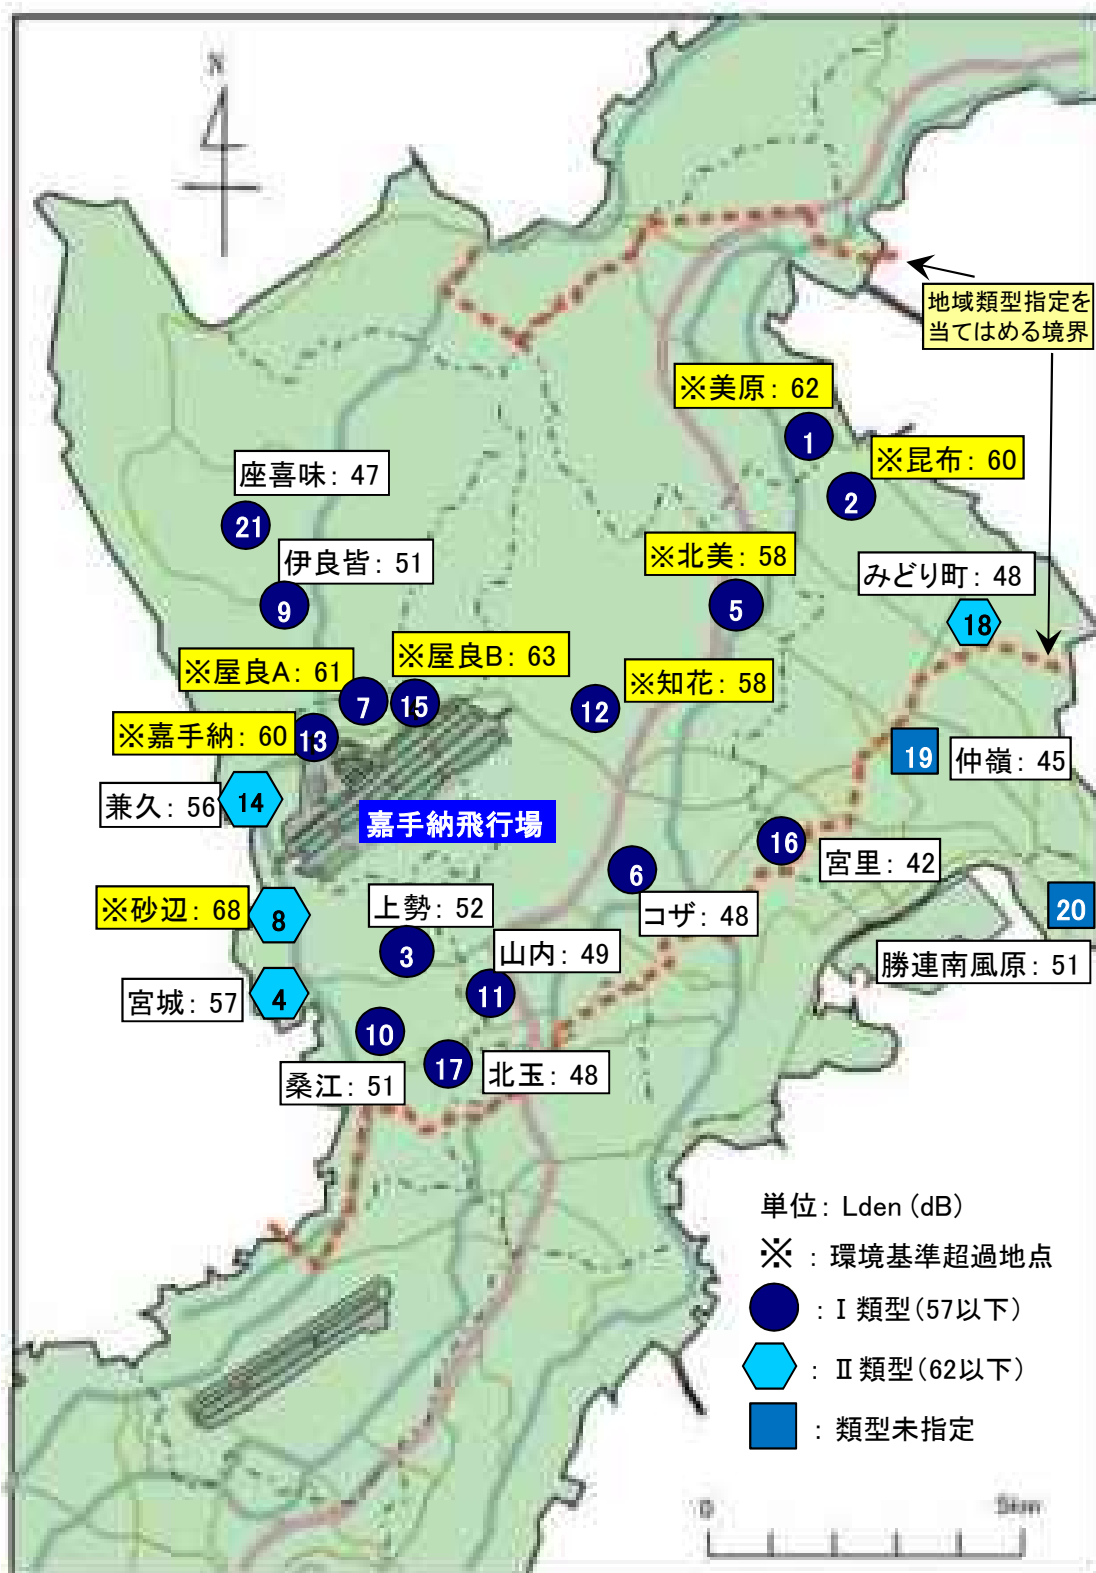 N
地域類型指定を
当てはめる境界
※美原: 62
1
※昆布: 60
2
座喜味: 47
21
伊良皆: 51
9
※北美: 58
5
みどり町: 48
18
※屋良A: 61
7
※屋良B: 63
15
※知花: 58
12
※嘉手納: 60
13
19
仲嶺: 45
兼久: 56
14
嘉手納飛行場
16
宮里: 42
6
コザ: 48
※砂辺: 68
8
上勢: 52
3
山内: 49
11
20
勝連南風原: 51
宮城: 57
4
10
桑江: 51
17
北玉: 48
単位: Lden (dB)
※ : 環境基準超過地点
: Ⅰ類型(57以下)
: Ⅱ類型(62以下)
: 類型未指定
0 5km